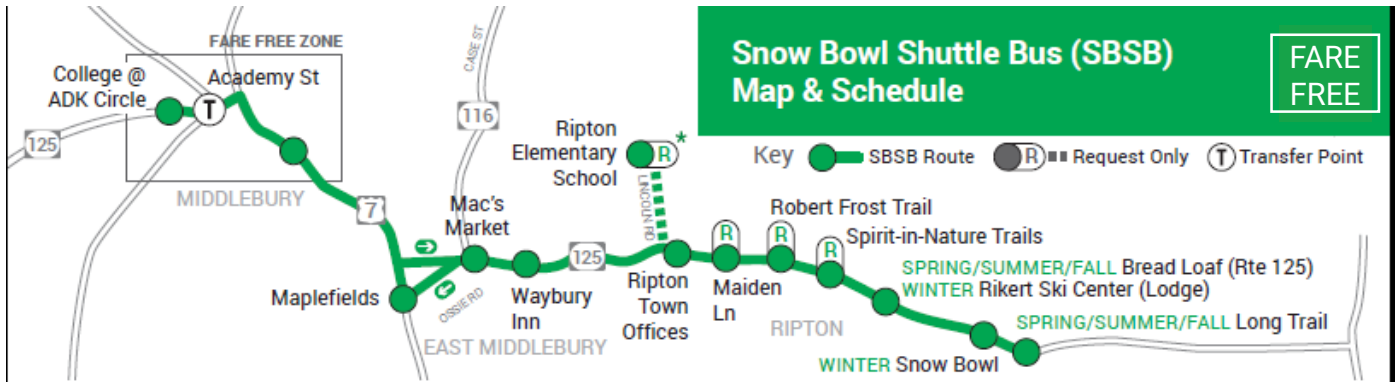 Snow Bowl Shuttle Bus (SBSB)
Map & Schedule
FARE
FREE
Key
SBSB Route
R
Request Only
T
Transfer Point
FARE FREE ZONE
College @
ADK Circle
Academy St
T
125
MIDDLEBURY
7
CASE ST
116
Mac's
Market
Maplefields
OSSIE RD
Waybury
Inn
EAST MIDDLEBURY
125
Ripton
Elementary
School
R*
LINCOLN RD
Ripton
Town
Offices
R
Maiden
Ln
RIPTON
R
Robert Frost Trail
R
Spirit-in-Nature Trails
SPRING/SUMMER/FALL Bread Loaf (Rte 125)
WINTER Rikert Ski Center (Lodge)
SPRING/SUMMER/FALL Long Trail
WINTER Snow Bowl